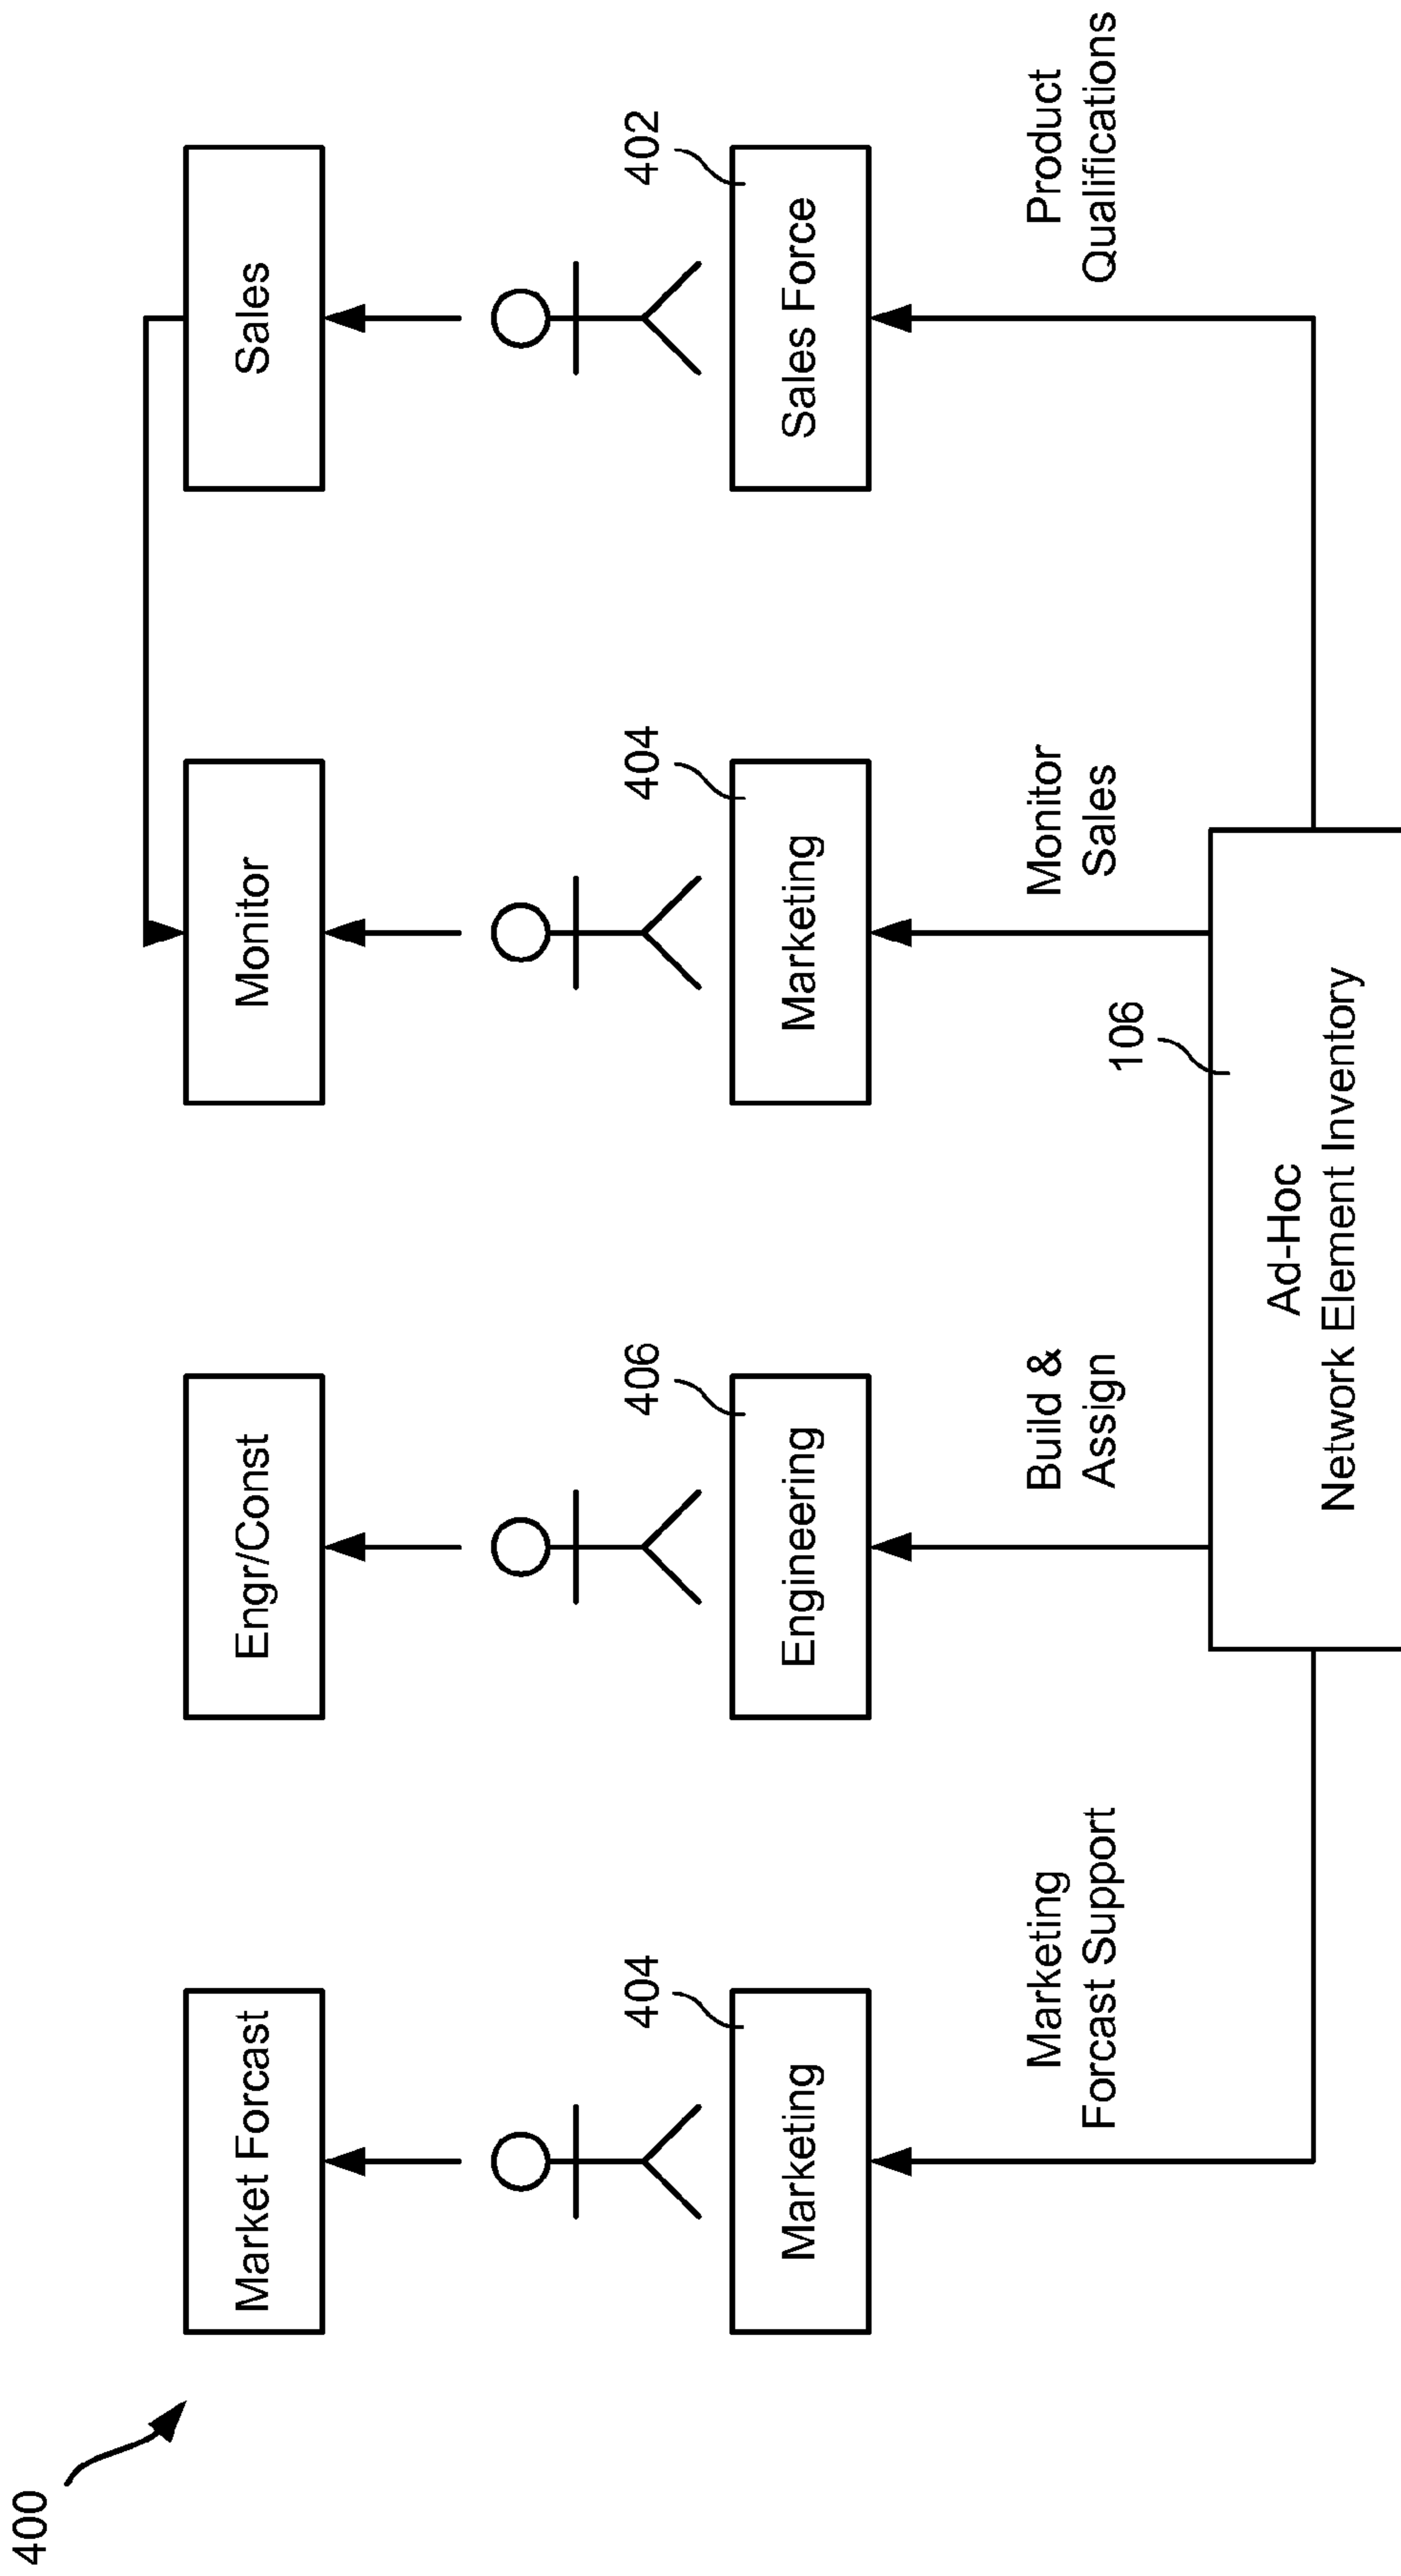 400
Market Forcast
Engr/Const
Monitor
Sales
404
406
404
402
Marketing
Engineering
Marketing
Sales Force
Marketing
Forcast Support
Build &
Assign
Monitor
Sales
Product
Qualifications
106
Ad-Hoc
Network Element Inventory